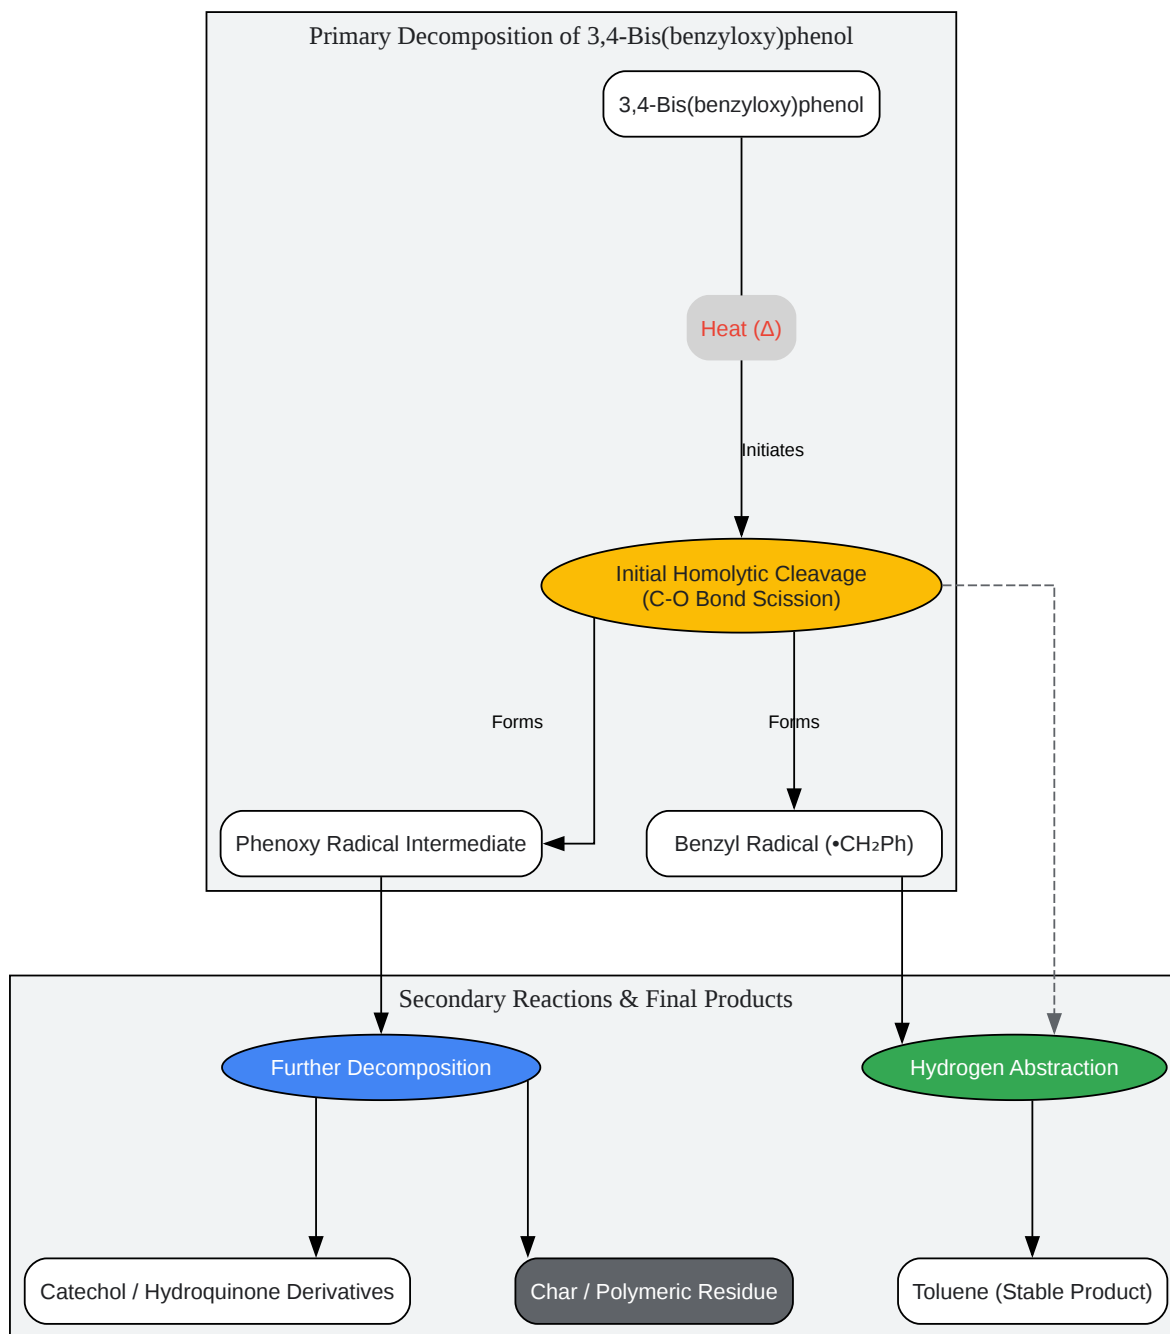 Primary Decomposition of 3,4-Bis(benzyloxy)phenol
3,4-Bis(benzyloxy)phenol
Heat (Δ)
Initiates
Initial Homolytic Cleavage
(C-O Bond Scission)
Forms
Forms
Phenoxy Radical Intermediate
Benzyl Radical (•CH₂Ph)
Secondary Reactions & Final Products
Further Decomposition
Hydrogen Abstraction
Catechol / Hydroquinone Derivatives
Char / Polymeric Residue
Toluene (Stable Product)